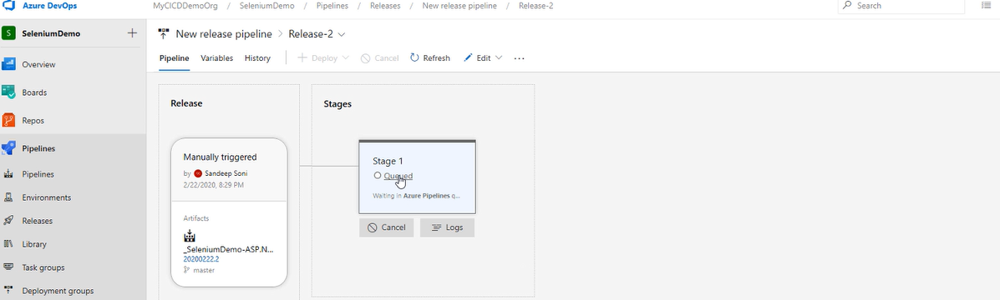 Azure DevOps
MyCICDDemoOrg / SeleniumDemo / Pipelines / Releases / New release pipeline / Release-2
Search
S SeleniumDemo
New release pipeline > Release-2
Pipeline Variables History Deploy Cancel Refresh Edit ...
Overview
Boards
Repos
Pipelines
Pipelines
Environments
Releases
Library
Task groups
Deployment groups
Release
Manually triggered
by Sandeep Soni
2/22/2020, 8:29 PM
Artifacts
_SeleniumDemo-ASP.N...
20200222.2
master
Stages
Stage 1
Queued
Waiting in Azure Pipelines q...
Cancel Logs